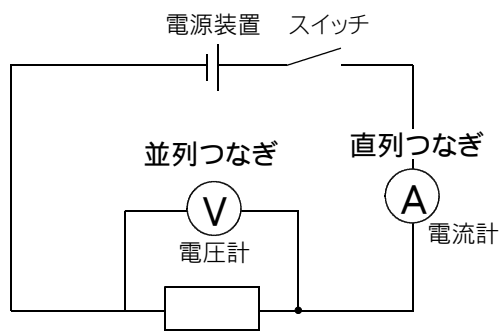 電源装置 スイッチ
並列つなぎ
直列つなぎ
V
A
電圧計
電流計